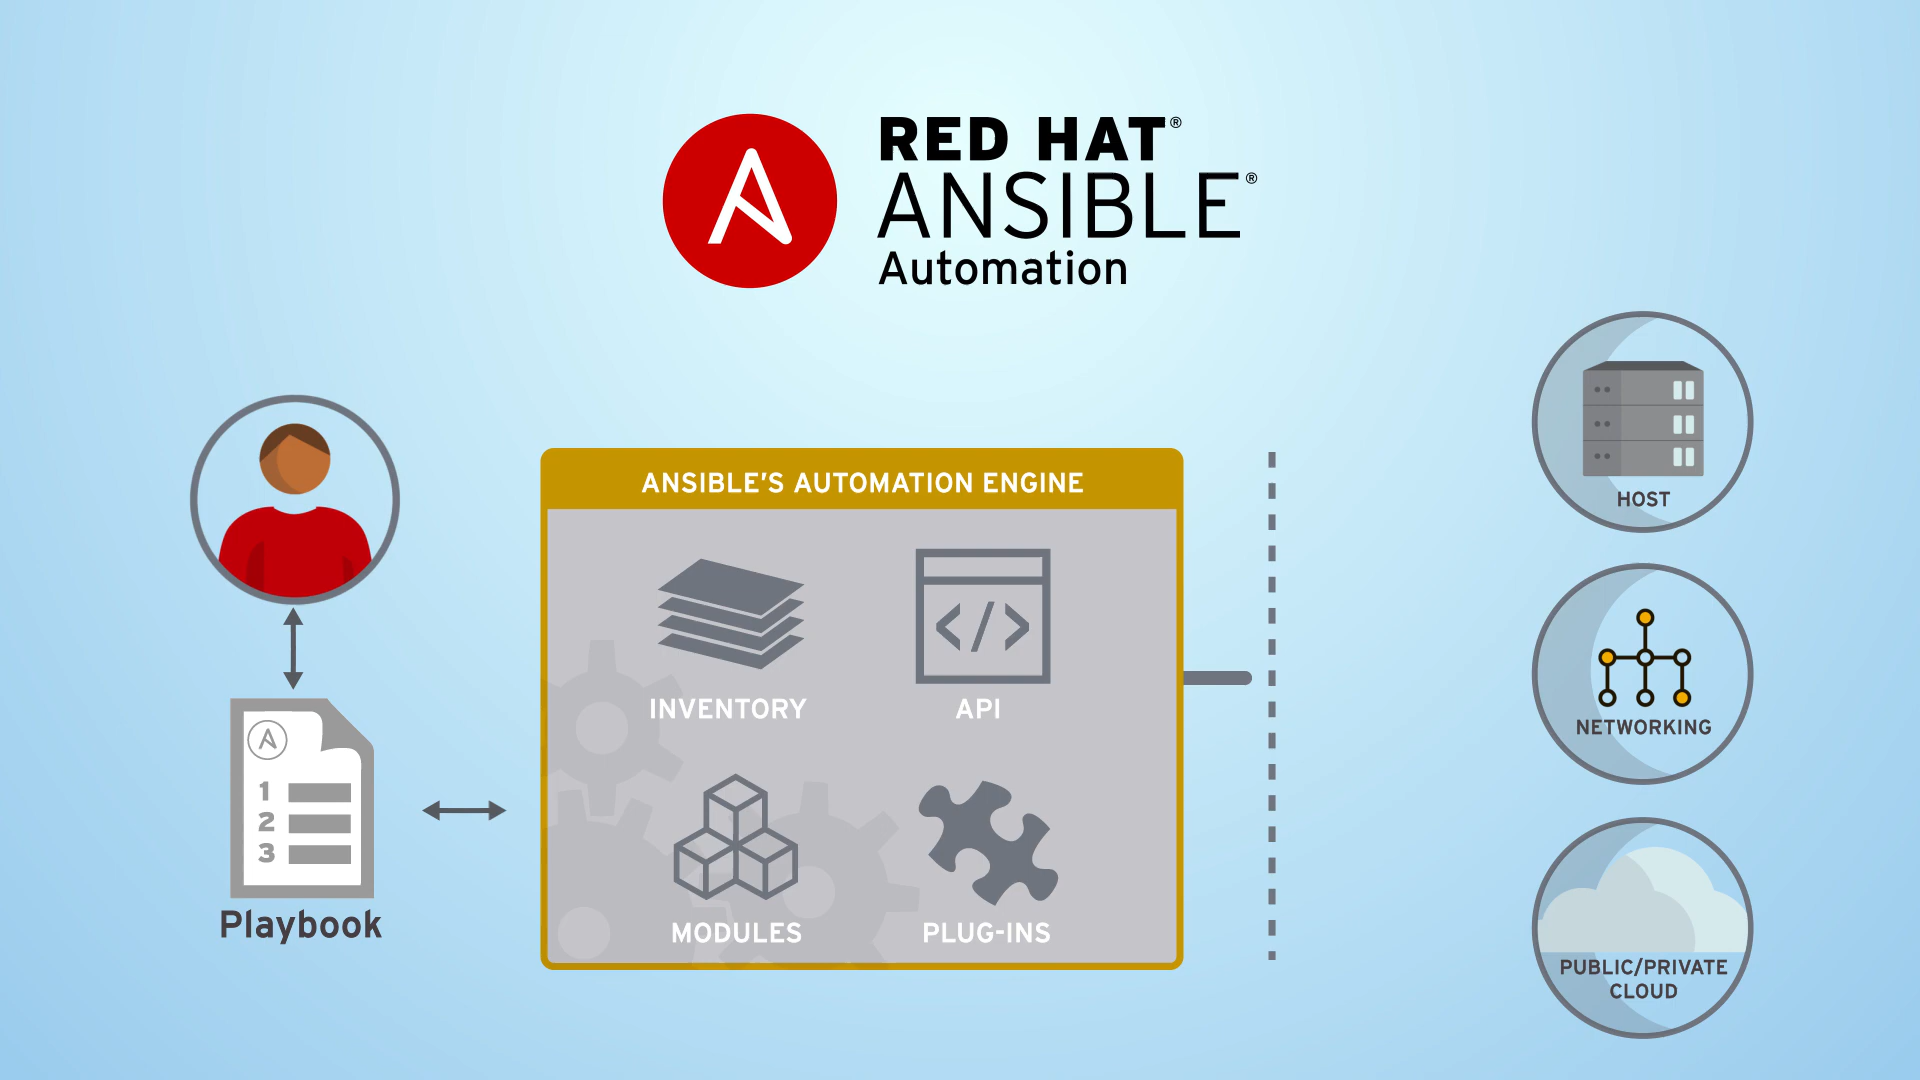 RED HAT®
ANSIBLE®
Automation
ANSIBLE’S AUTOMATION ENGINE
INVENTORY
API
MODULES
PLUG-INS
1
2
3
Playbook
HOST
NETWORKING
PUBLIC/PRIVATE
CLOUD